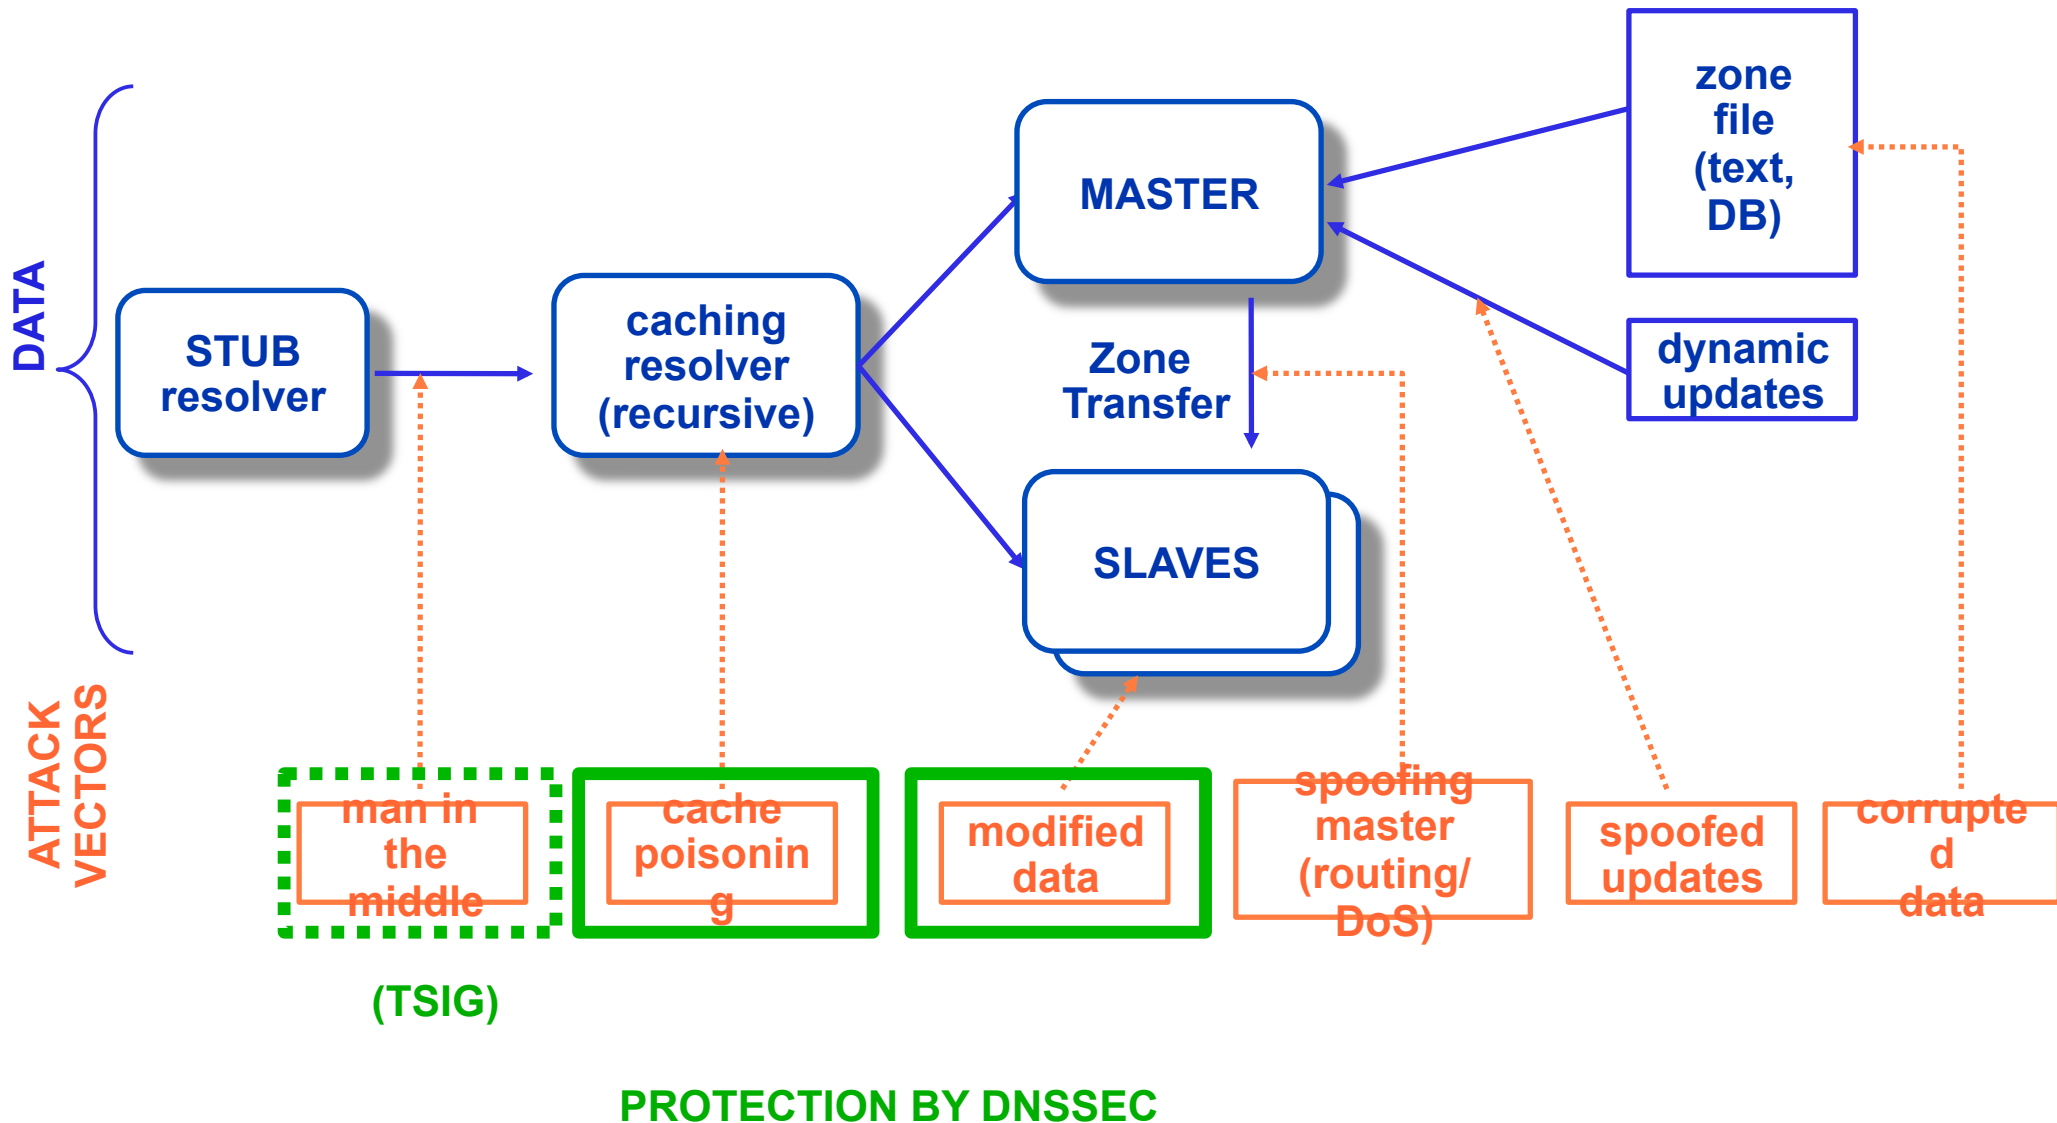 DATA
STUB
resolver
caching
resolver
(recursive)
MASTER
Zone
Transfer
SLAVES
zone
file
(text,
DB)
dynamic
updates
ATTACK
VECTORS
man in
the
middle
cache
poisonin
g
modified
data
spoofing
master
(routing/
DoS)
spoofed
updates
corrupte
d
data
(TSIG)
PROTECTION BY DNSSEC